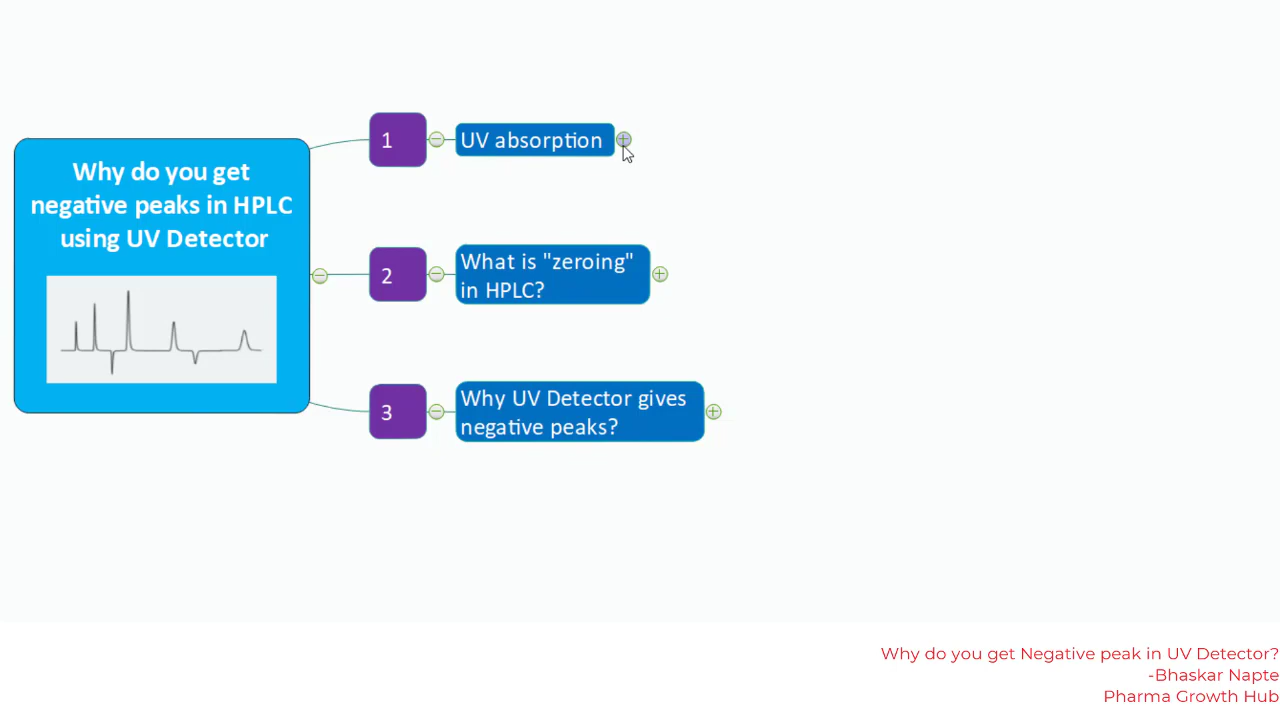 Why do you get
negative peaks in HPLC
using UV Detector
1
UV absorption
2
What is "zeroing"
in HPLC?
3
Why UV Detector gives
negative peaks?
Why do you get Negative peak in UV Detector?
-Bhaskar Napte
Pharma Growth Hub